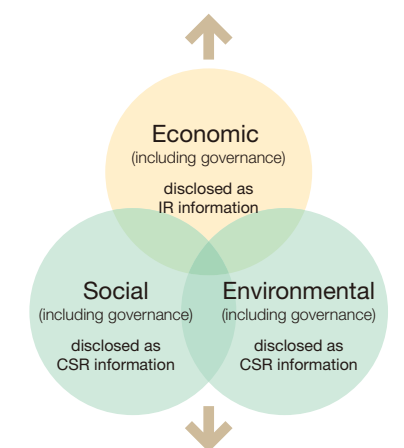 Economic
(including governance)
disclosed as
IR information
Social
(including governance)
disclosed as
CSR information
Environmental
(including governance)
disclosed as
CSR information